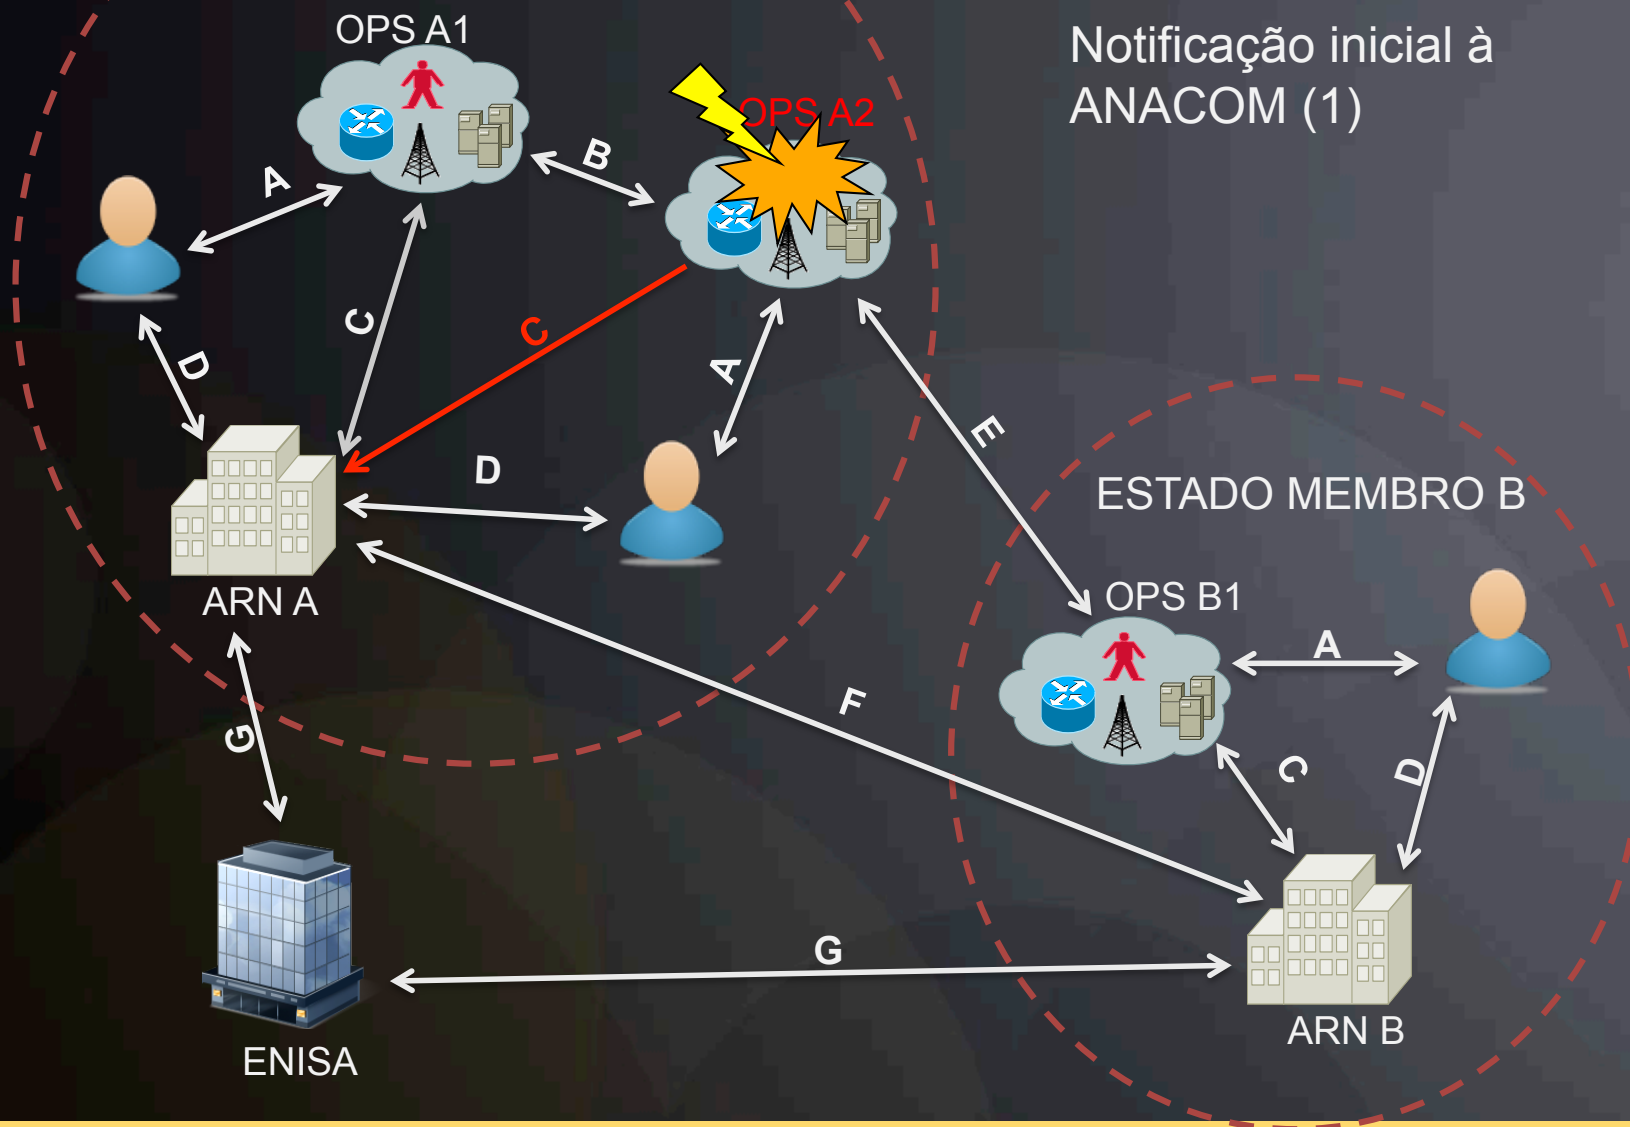 OPS A1
Notificação inicial à
ANACOM (1)
OPS A2
B
A
C
C
D
A
D
E
ESTADO MEMBRO B
ARN A
OPS B1
A
F
G
C
D
G
ARN B
ENISA